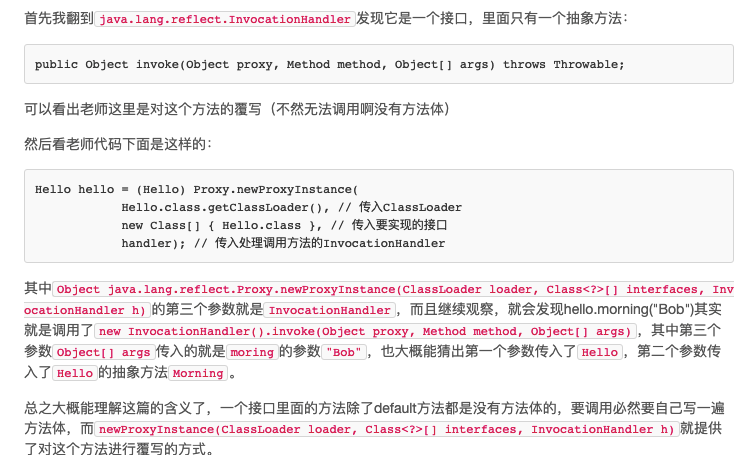 首先我翻到java.lang.reflect.InvocationHandler发现它是一个接口，里面只有一个抽象方法：
public Object invoke(Object proxy, Method method, Object[] args) throws Throwable;
可以看出老师这里是对这个方法的覆写（不然无法调用啊没有方法体）
然后看老师代码下面是这样的：
Hello hello = (Hello) Proxy.newProxyInstance(
Hello.class.getClassLoader(), // 传入ClassLoader
new Class[] { Hello.class }, // 传入要实现的接口
handler); // 传入处理调用方法的InvocationHandler
其中Object java.lang.reflect.Proxy.newProxyInstance(ClassLoader loader, Class<?>[] interfaces, Inv
ocationHandler h)的第三个参数就是InvocationHandler，而且继续观察，就会发现hello.morning("Bob")其实
就是调用了new InvocationHandler().invoke(Object proxy, Method method, Object[] args)，其中第三个
参数Object[] args传入的就是moring的参数"Bob"，也大概能猜出第一个参数传入了Hello，第二个参数传
入了Hello的抽象方法Morning。
总之大概能理解这篇的含义了，一个接口里面的方法除了default方法都是没有方法体的，要调用必然要自己写一遍
方法体，而newProxyInstance(ClassLoader loader, Class<?>[] interfaces, InvocationHandler h)就提供
了对这个方法进行覆写的方式。